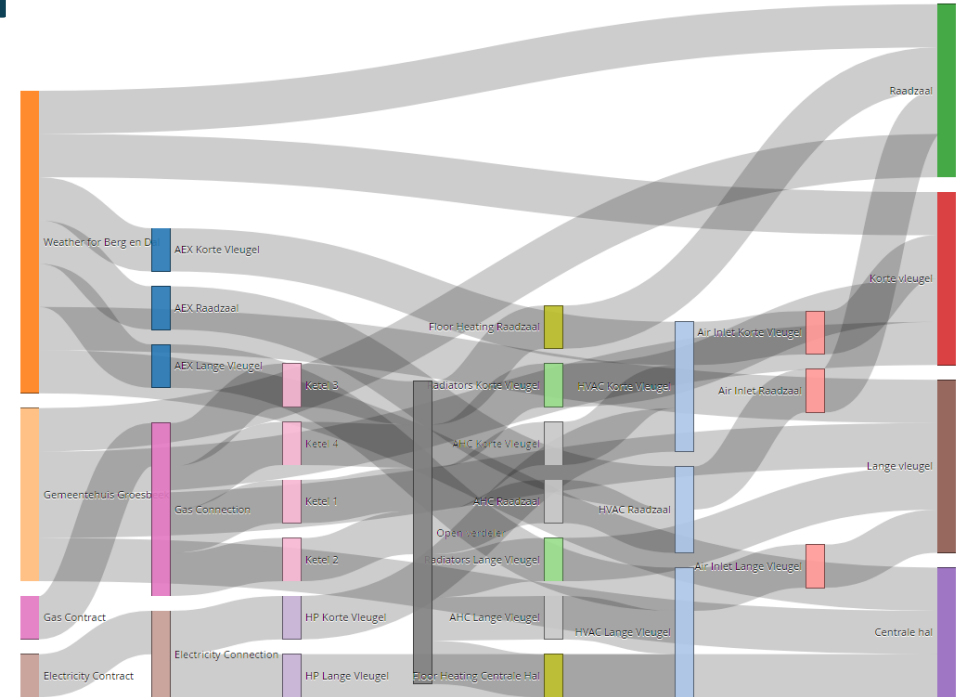 Raadzaal
Weather for Berg en Dal
AEX Korte Vleugel
Korte vleugel
AEX Raadzaal
Floor Heating Raadzaal
Air Inlet Korte Vleugel
AEX Lange Vleugel
Ketel 3
Radiators Korte Vleugel
HVAC Korte Vleugel
Air Inlet Raadzaal
Ketel 4
AHC Korte Vleugel
Lange vleugel
Gemeentehuis Groesbeek
Ketel 1
AHC Raadzaal
Gas Connection
HVAC Raadzaal
Open verdeler
Ketel 2
Radiators Lange Vleugel
Air Inlet Lange Vleugel
Gas Contract
HP Korte Vleugel
AHC Lange Vleugel
HVAC Lange Vleugel
Centrale hal
Electricity Connection
Electricity Contract
HP Lange Vleugel
Floor Heating Centrale Hal